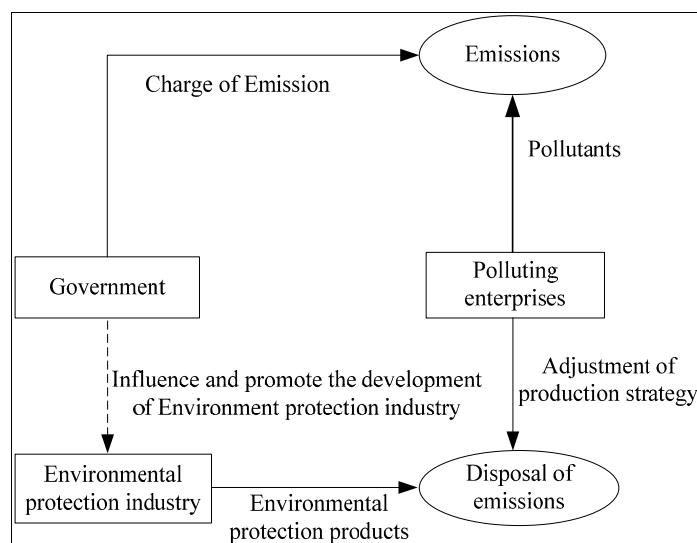 Emissions
Charge of Emission
Pollutants
Government
Polluting
enterprises
Influence and promote the development
of Environment protection industry
Adjustment of
production strategy
Environmental
protection industry
Environmental
protection products
Disposal of
emissions